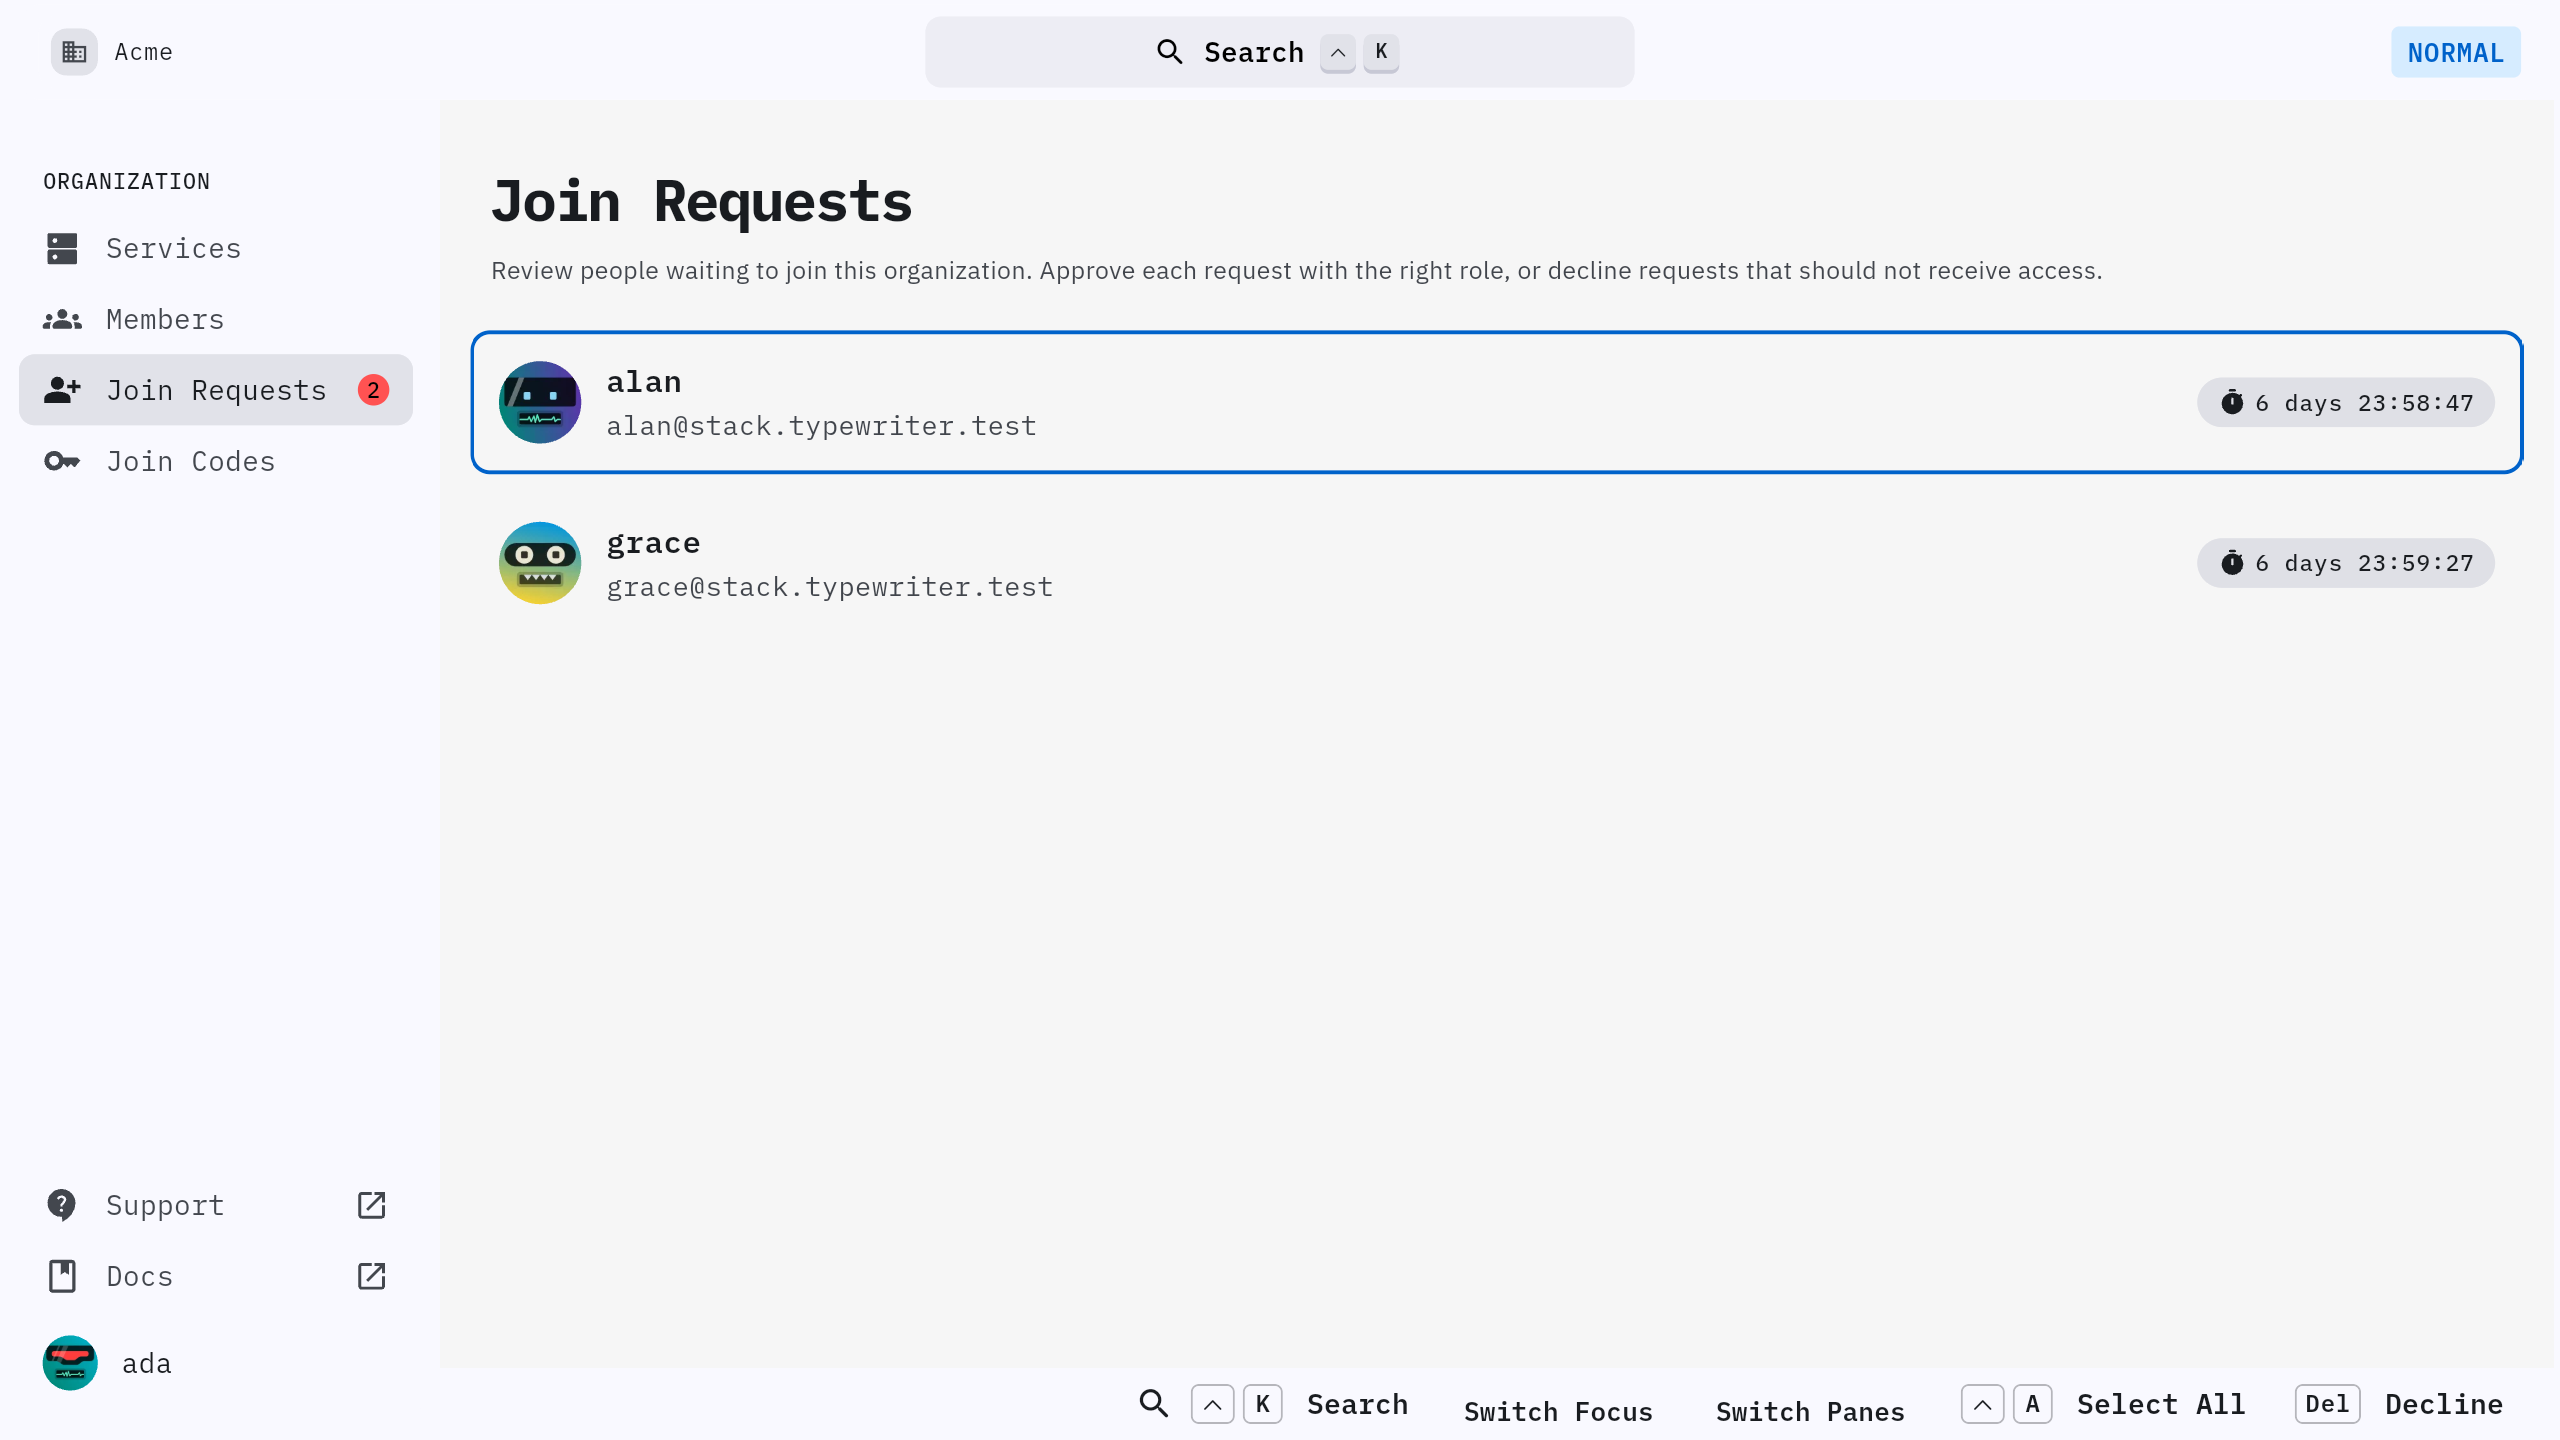 Acme
Search ^ K
NORMAL
ORGANIZATION
Services
Members
Join Requests 2
Join Codes
Join Requests
Review people waiting to join this organization. Approve each request with the right role, or decline requests that should not receive access.
alan
alan@stack.typewriter.test
6 days 23:58:47
grace
grace@stack.typewriter.test
6 days 23:59:27
Support
Docs
ada
^ K Search Switch Focus Switch Panes ^ A Select All Del Decline